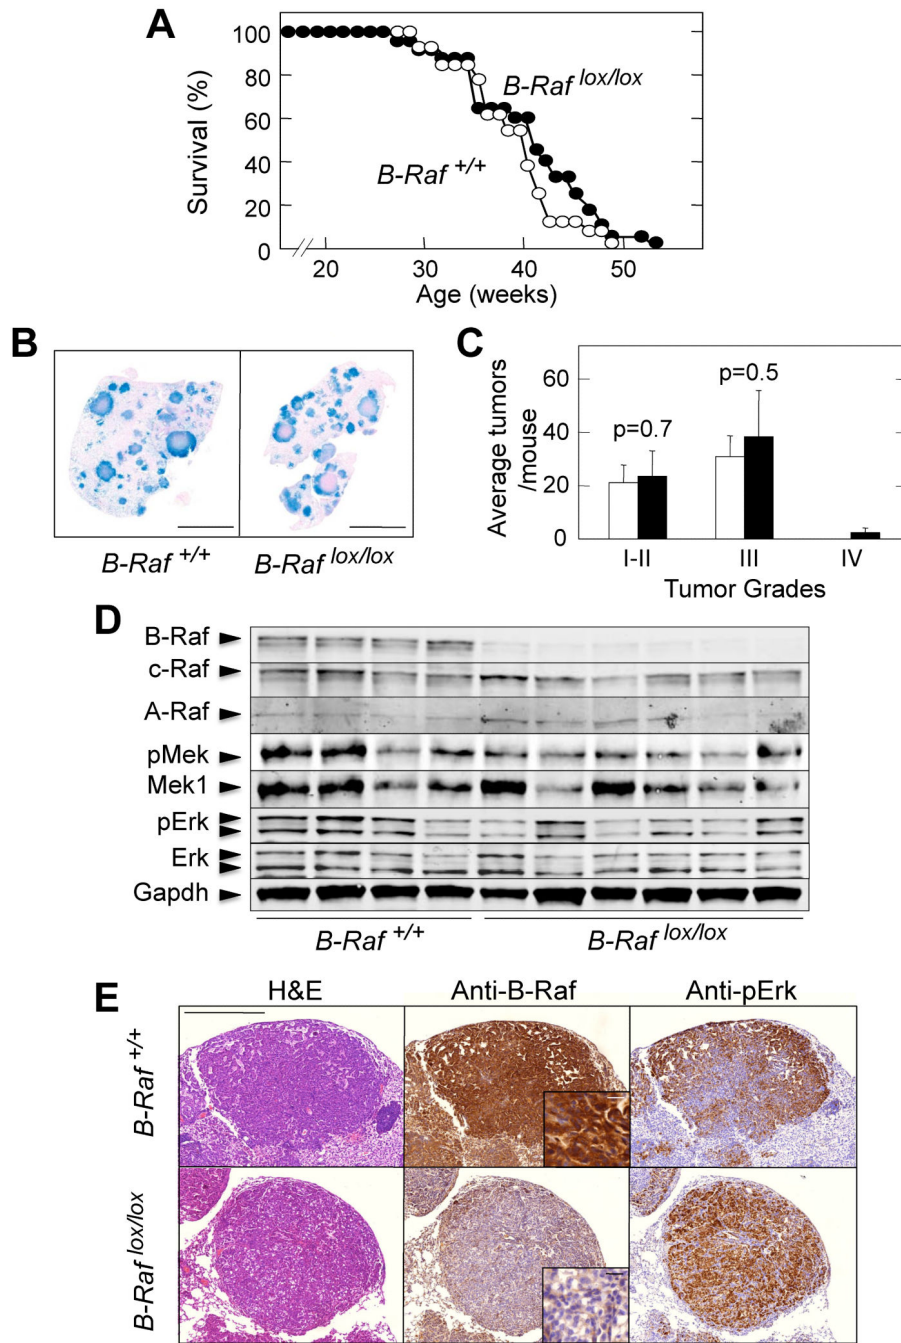 A
100
80
60
40
20
0
Survival (%)
B-Raf lox/lox
B-Raf +/+
20
30
40
50
Age (weeks)
B
B-Raf +/+
B-Raf lox/lox
C
60
40
20
0
Average tumors
/mouse
p=0.7
p=0.5
I-II
III
IV
Tumor Grades
D
B-Raf
c-Raf
A-Raf
pMek
Mek1
pErk
Erk
Gapdh
B-Raf +/+
B-Raf lox/lox
E
H&E
Anti-B-Raf
Anti-pErk
B-Raf +/+
B-Raf lox/lox